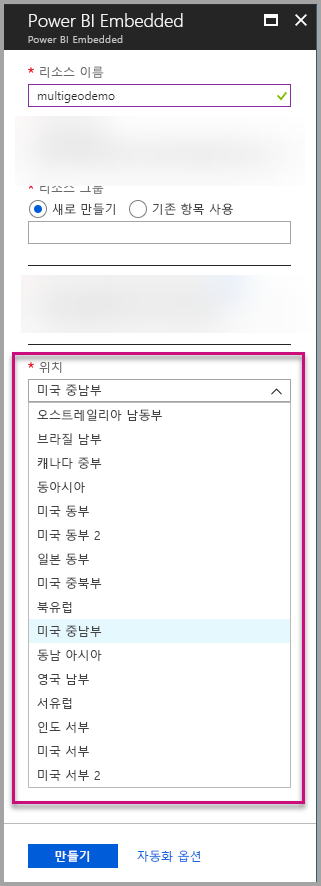 Power BI Embedded
Power BI Embedded
* 리소스 이름
multigeodemo
* 리소스 그룹
새로 만들기 기존 항목 사용
* 위치
미국 중남부
오스트레일리아 남동부
브라질 남부
캐나다 중부
동아시아
미국 동부
미국 동부 2
일본 동부
미국 중북부
북유럽
미국 중남부
동남 아시아
영국 남부
서유럽
인도 서부
미국 서부
미국 서부 2
만들기 자동화 옵션